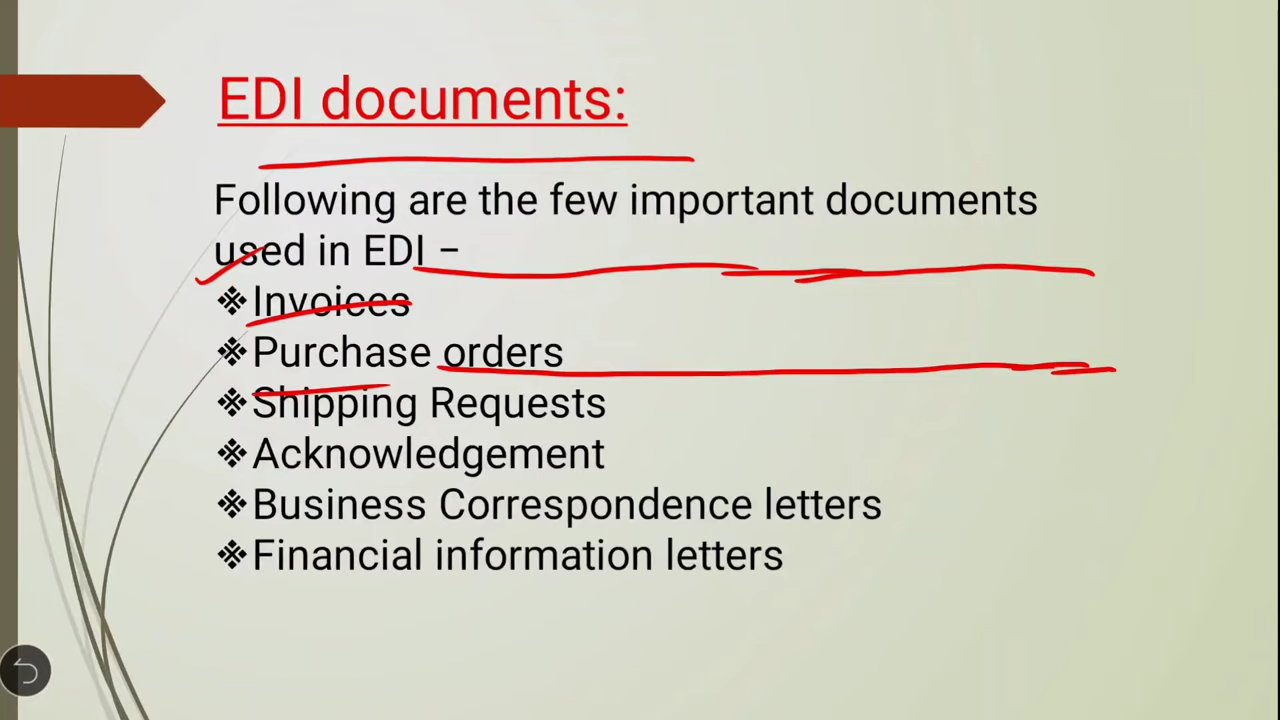 EDI documents:
Following are the few important documents
used in EDI –
❖Invoices
❖Purchase orders
❖Shipping Requests
❖Acknowledgement
❖Business Correspondence letters
❖Financial information letters